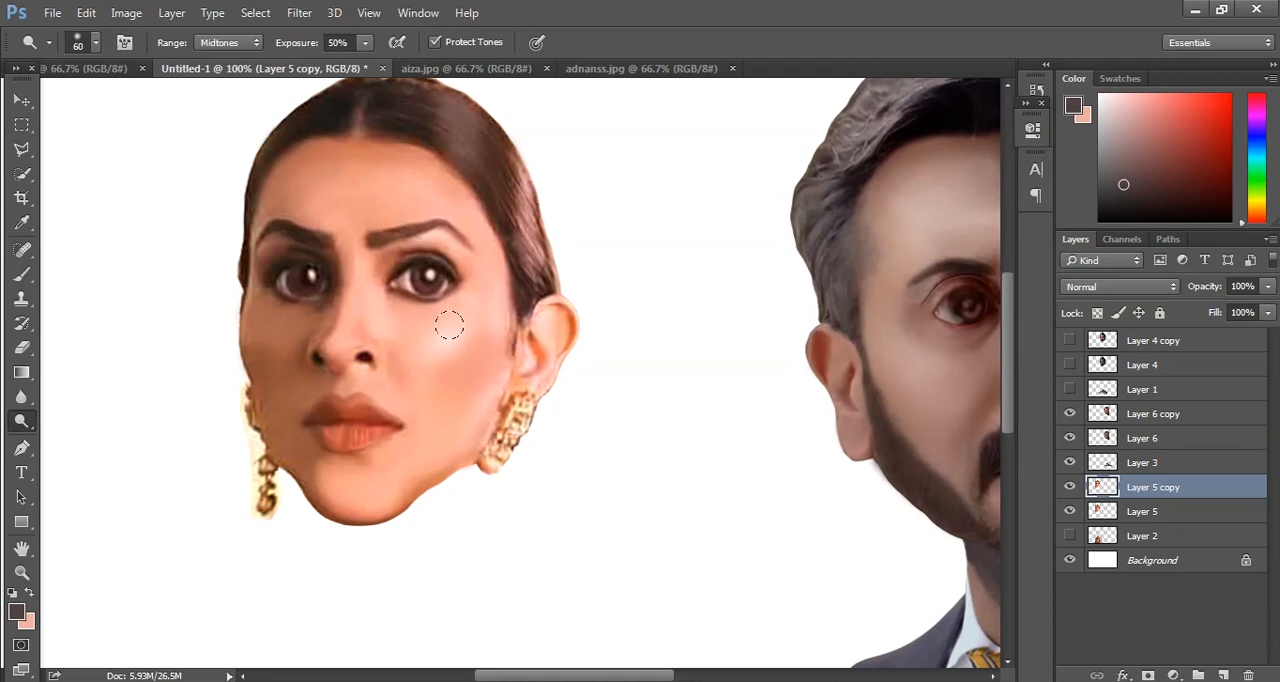 Ps File Edit Image Layer Type Select Filter 3D View Window Help
60 Range: Midtones Exposure: 50% Protect Tones Essentials
@ 66.7% (RGB/8#) × Untitled-1 @ 100% (Layer 5 copy, RGB/8) * × aiza.jpg @ 66.7% (RGB/8#) × adnanss.jpg @ 66.7% (RGB/8#) ×
Color Swatches
Layers Channels Paths
Kind
Normal Opacity: 100%
Lock: Fill: 100%
Layer 4 copy
Layer 4
Layer 1
Layer 6 copy
Layer 6
Layer 3
Layer 5 copy
Layer 5
Layer 2
Background
Doc: 5.93M/26.5M